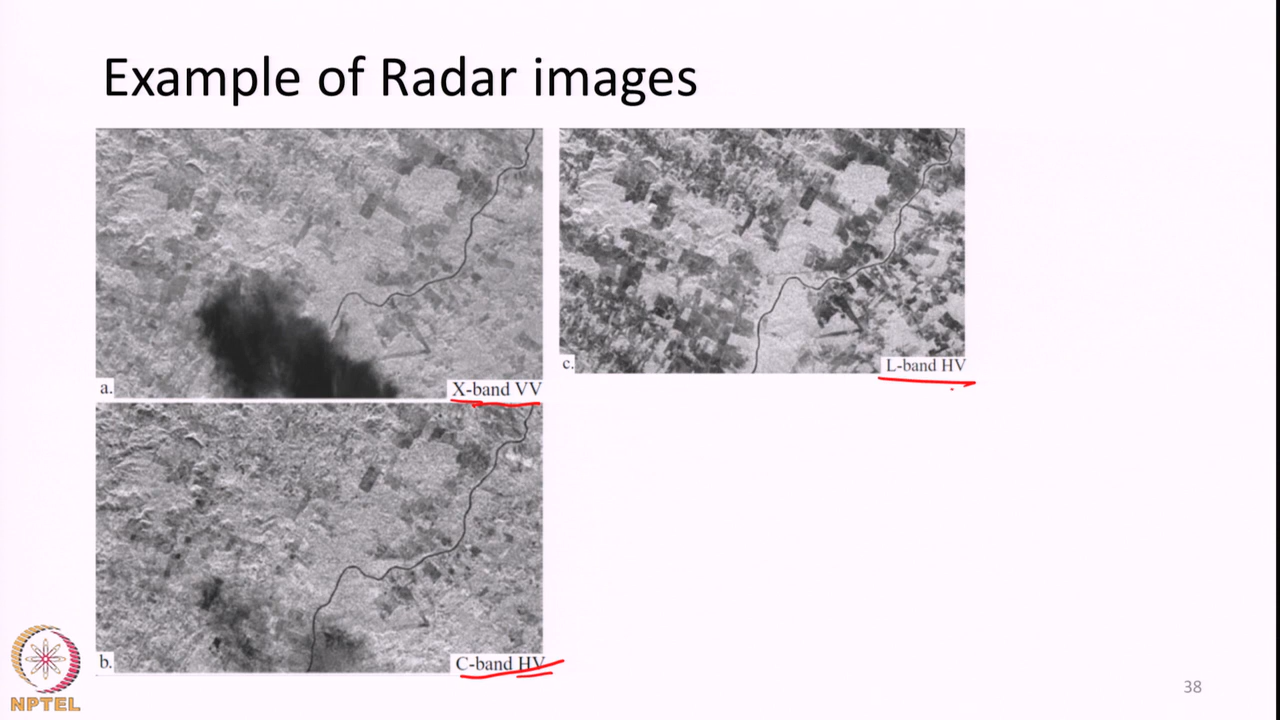 Example of Radar images
a.
X-band VV
c.
L-band HV
b.
C-band HV
NPTEL
38